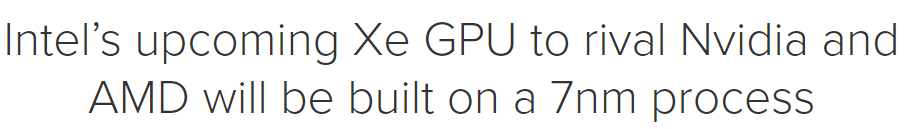 Intel’s upcoming Xe GPU to rival Nvidia and
AMD will be built on a 7nm process